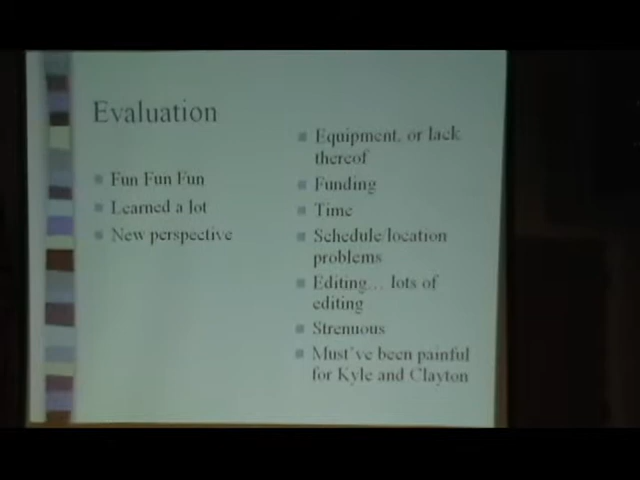 Evaluation
Fun Fun Fun
Learned a lot
New perspective
Equipment, or lack
thereof
Funding
Time
Schedule/location
problems
Editing... lots of
editing
Strenuous
Must've been painful
for Kyle and Clayton